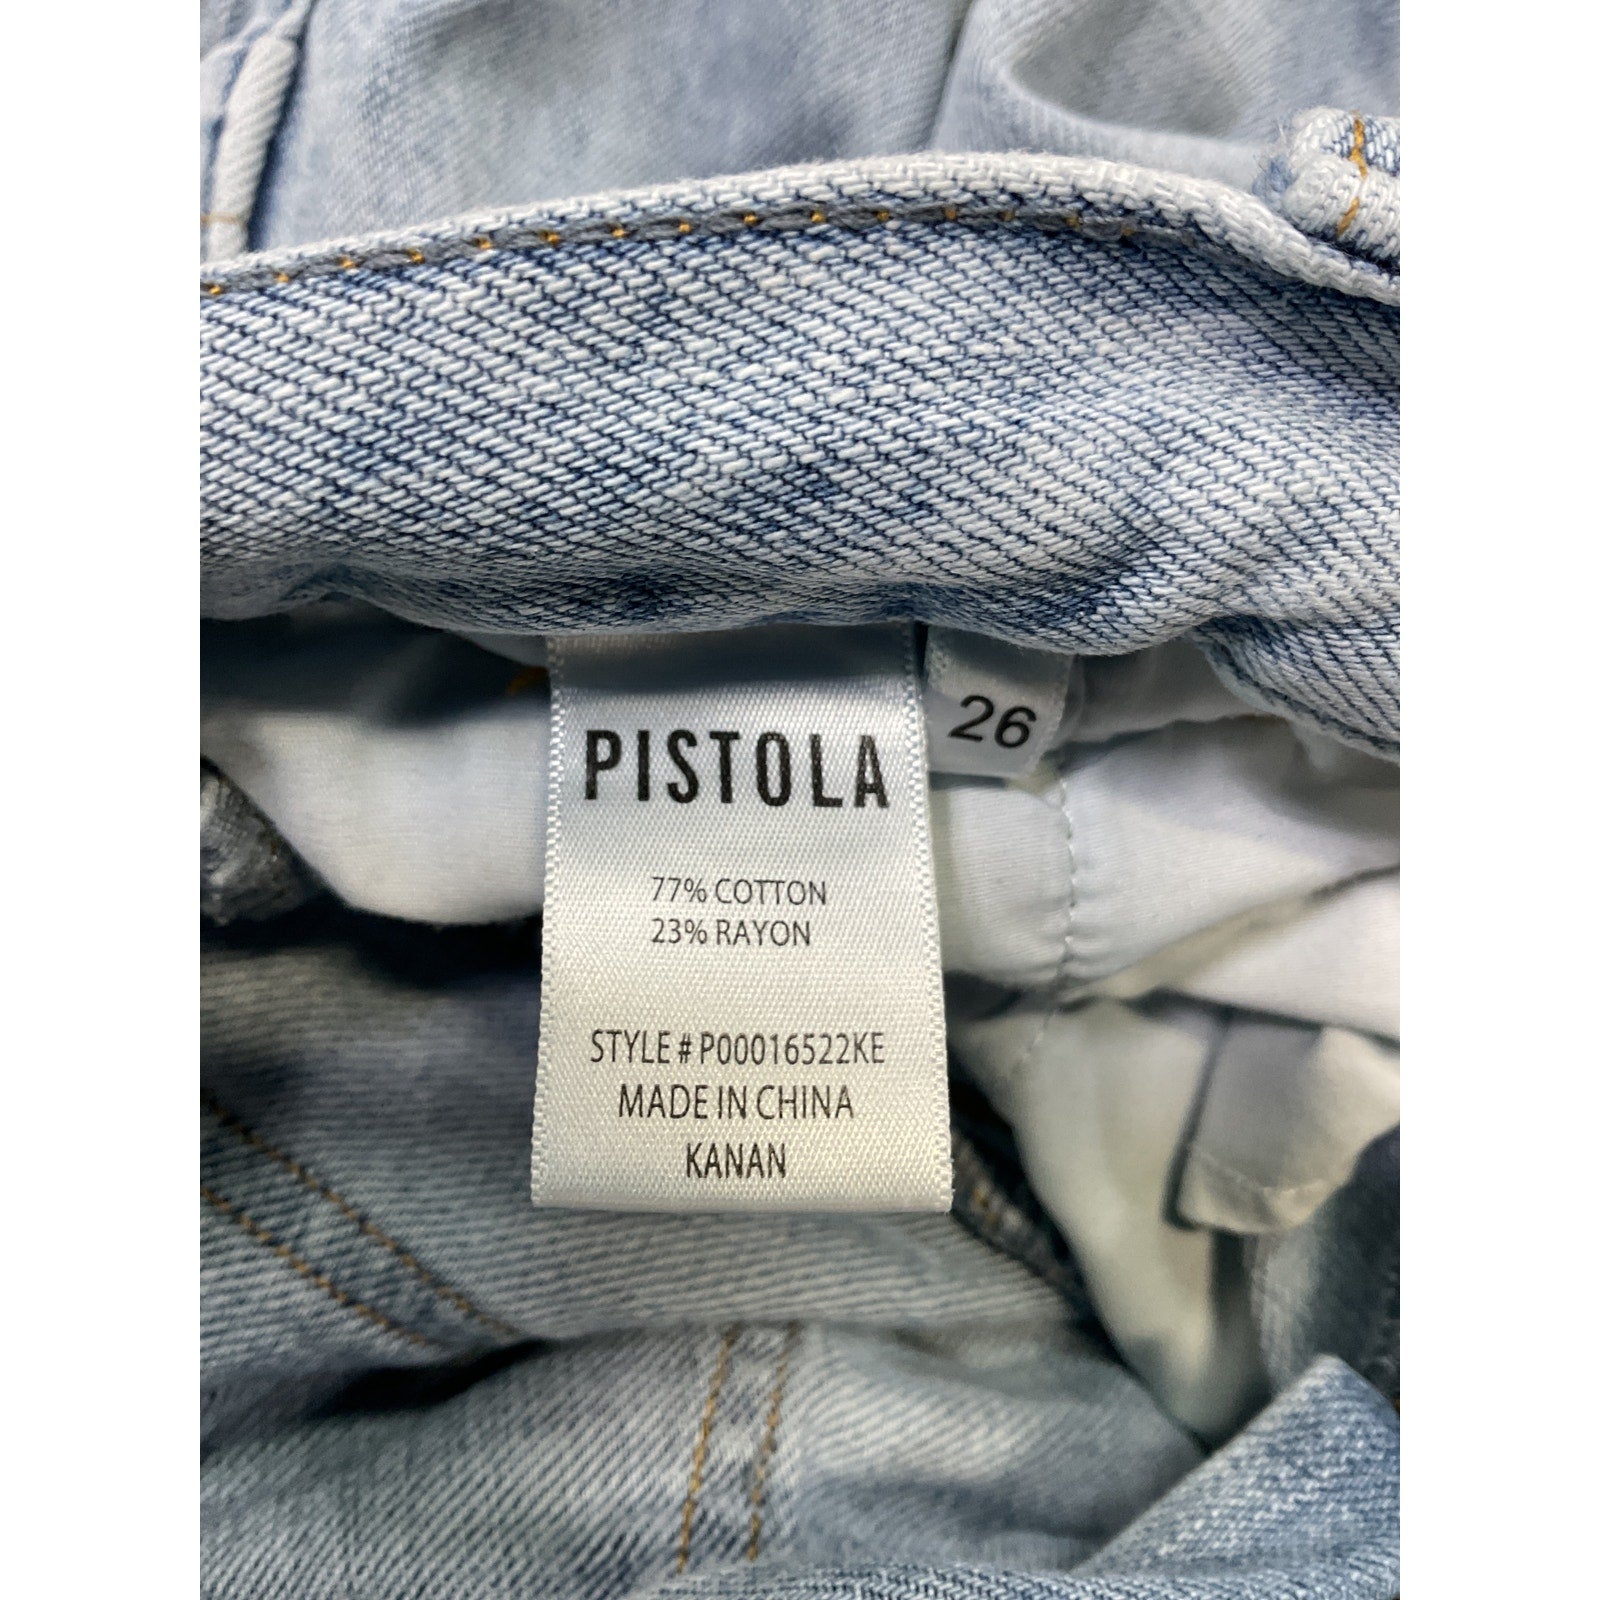 PISTOLA
26
77% COTTON
23% RAYON
STYLE # P00016522KE
MADE IN CHINA
KANAN